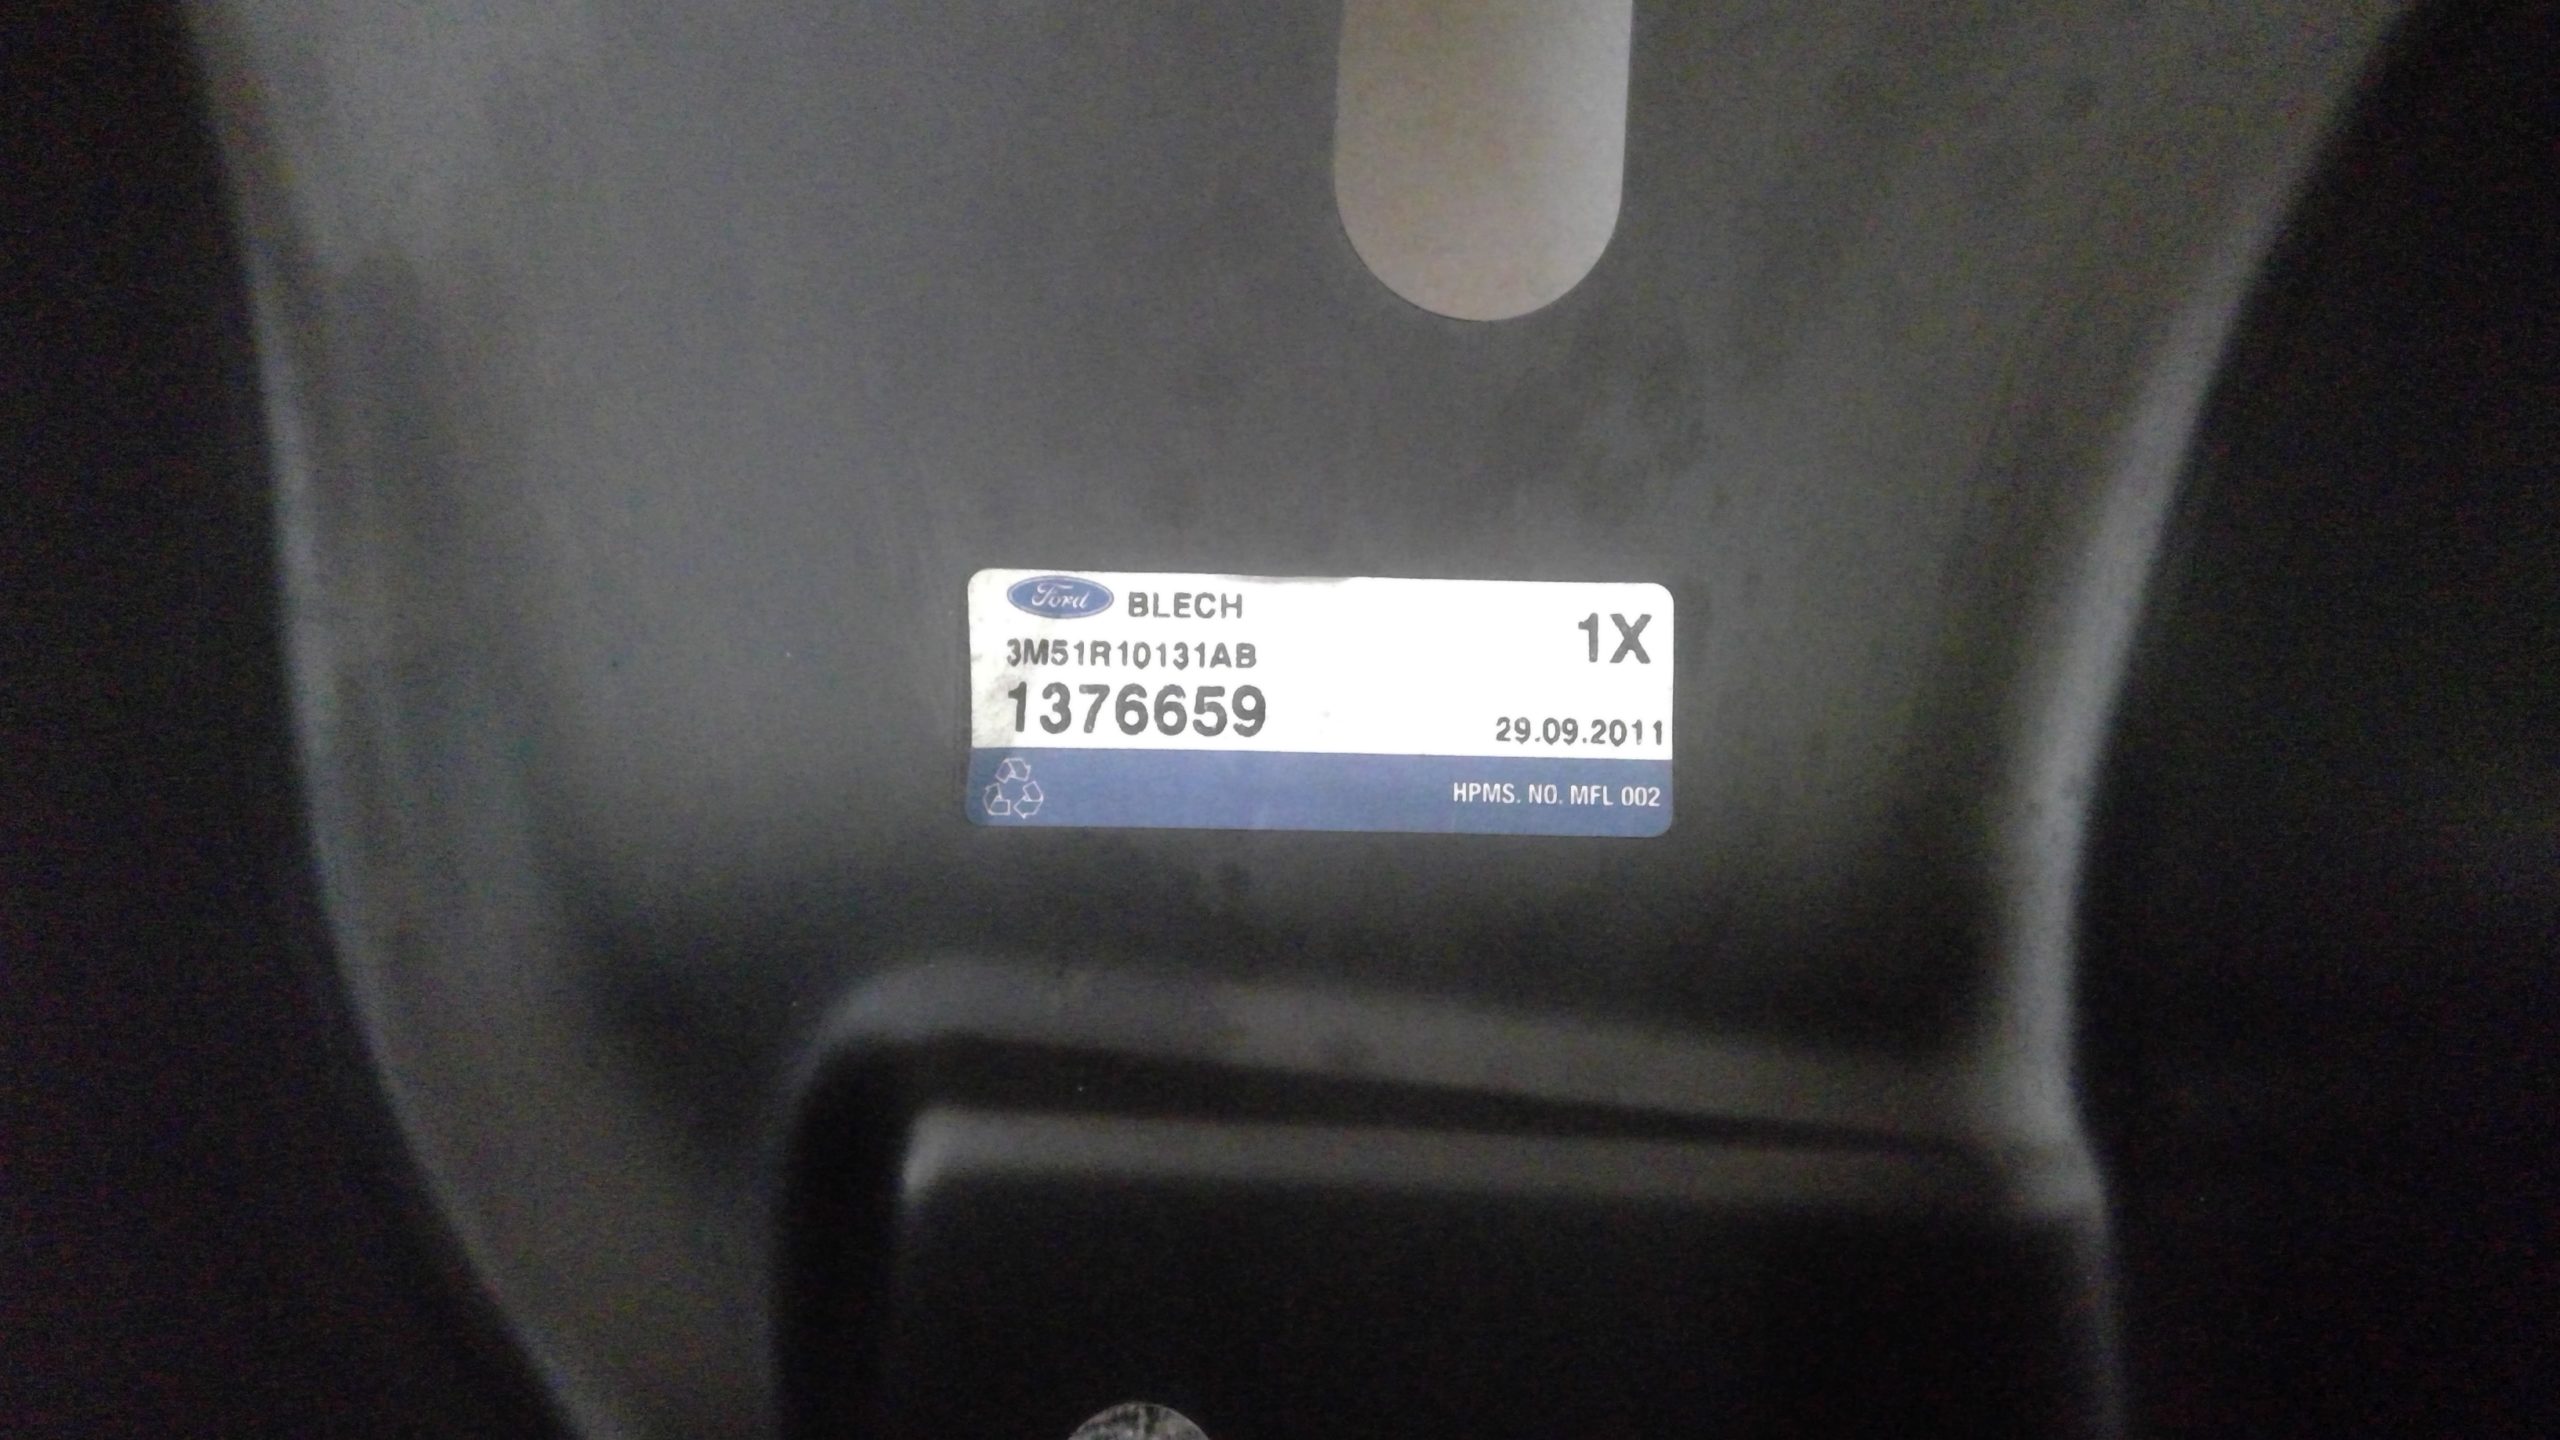 Ford BLECH
3M51R10131AB
1X
1376659
29.09.2011
HPMS. NO. MFL 002